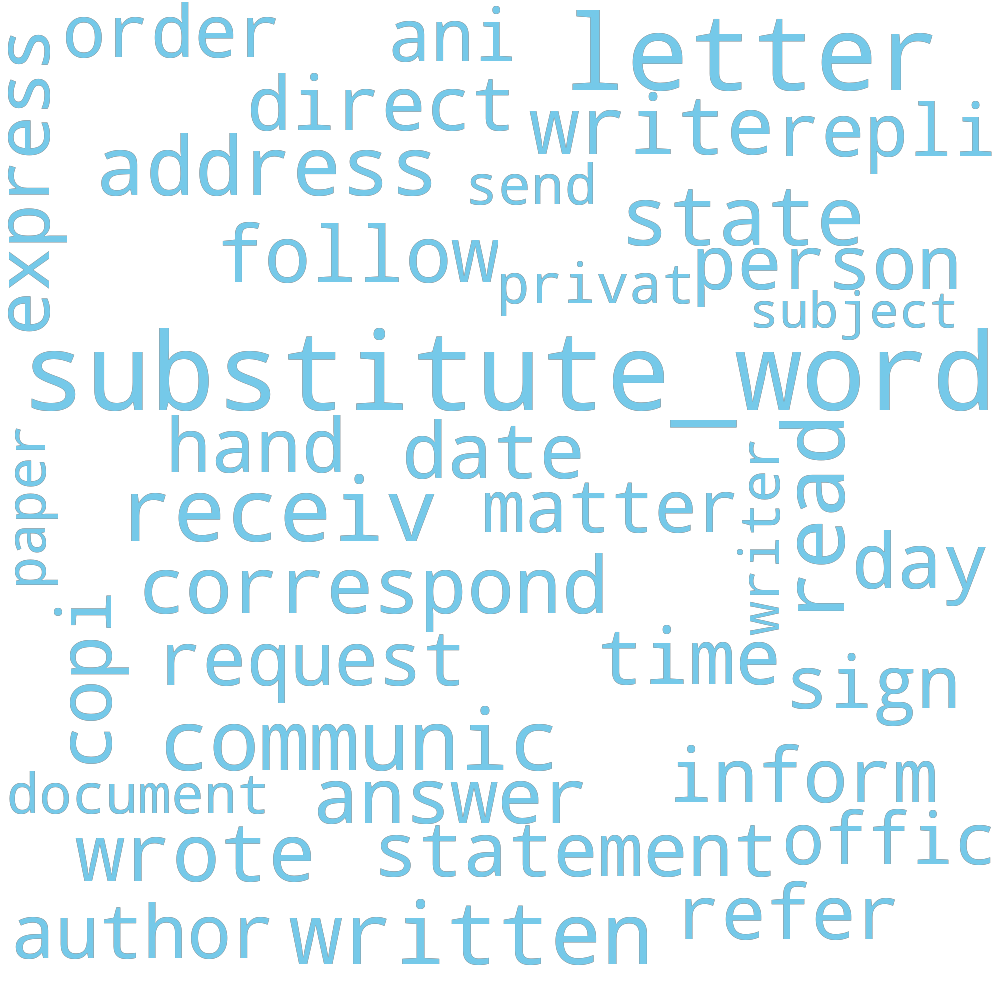 order
ani
letter
express
direct
write
repli
address
send
state
follow
privat
person
subject
substitute_word
hand
date
read
paper
receiv
matter
writer
day
correspond
copi
request
time
sign
communic
inform
document
answer
wrote
statement
offic
author
written
refer